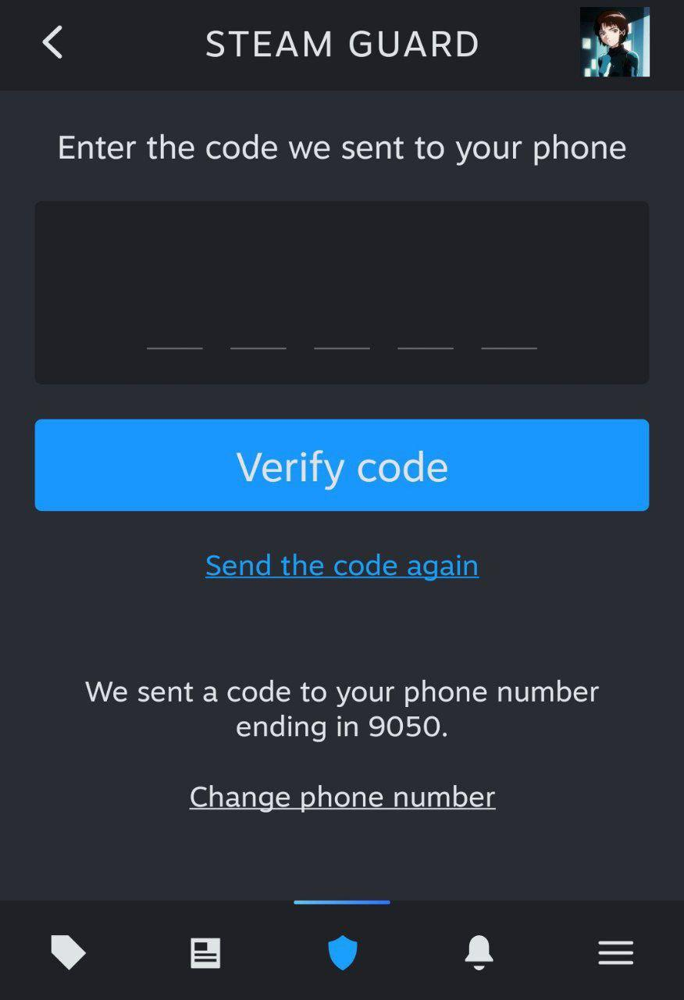 STEAM GUARD
Enter the code we sent to your phone
Verify code
Send the code again
We sent a code to your phone number
ending in 9050.
Change phone number